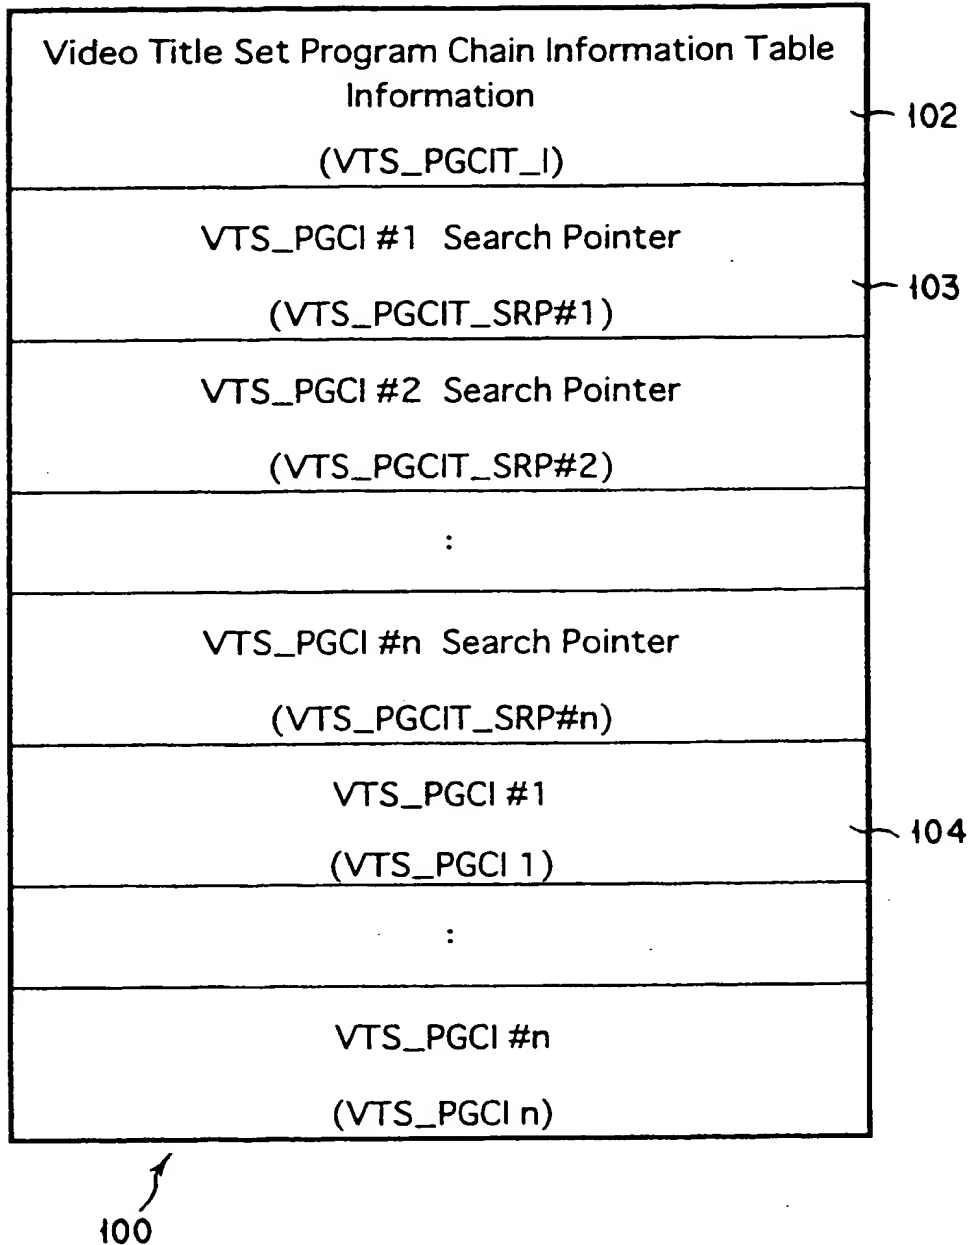 Video Title Set Program Chain Information Table
Information
(VTS_PGCIT_I)
102
VTS_PGCI #1 Search Pointer
(VTS_PGCIT_SRP#1)
103
VTS_PGCI #2 Search Pointer
(VTS_PGCIT_SRP#2)
:
VTS_PGCI #n Search Pointer
(VTS_PGCIT_SRP#n)
VTS_PGCI #1
(VTS_PGCI 1)
104
:
VTS_PGCI #n
(VTS_PGCI n)
100